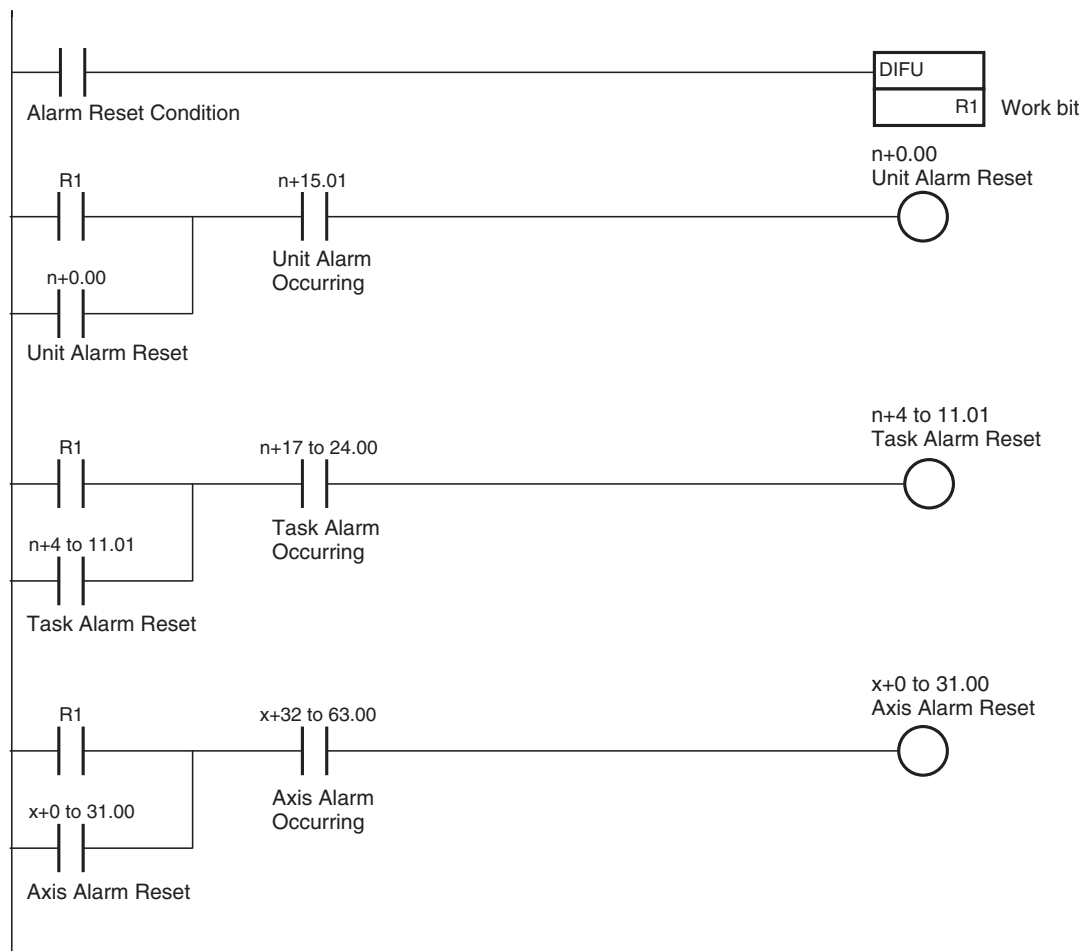 DIFU
Alarm Reset Condition
R1 Work bit
n+0.00
Unit Alarm Reset
R1
n+15.01
Unit Alarm
Occurring
n+0.00
Unit Alarm Reset
n+4 to 11.01
Task Alarm Reset
R1
n+17 to 24.00
Task Alarm
Occurring
n+4 to 11.01
Task Alarm Reset
x+0 to 31.00
Axis Alarm Reset
R1
x+32 to 63.00
Axis Alarm
Occurring
x+0 to 31.00
Axis Alarm Reset